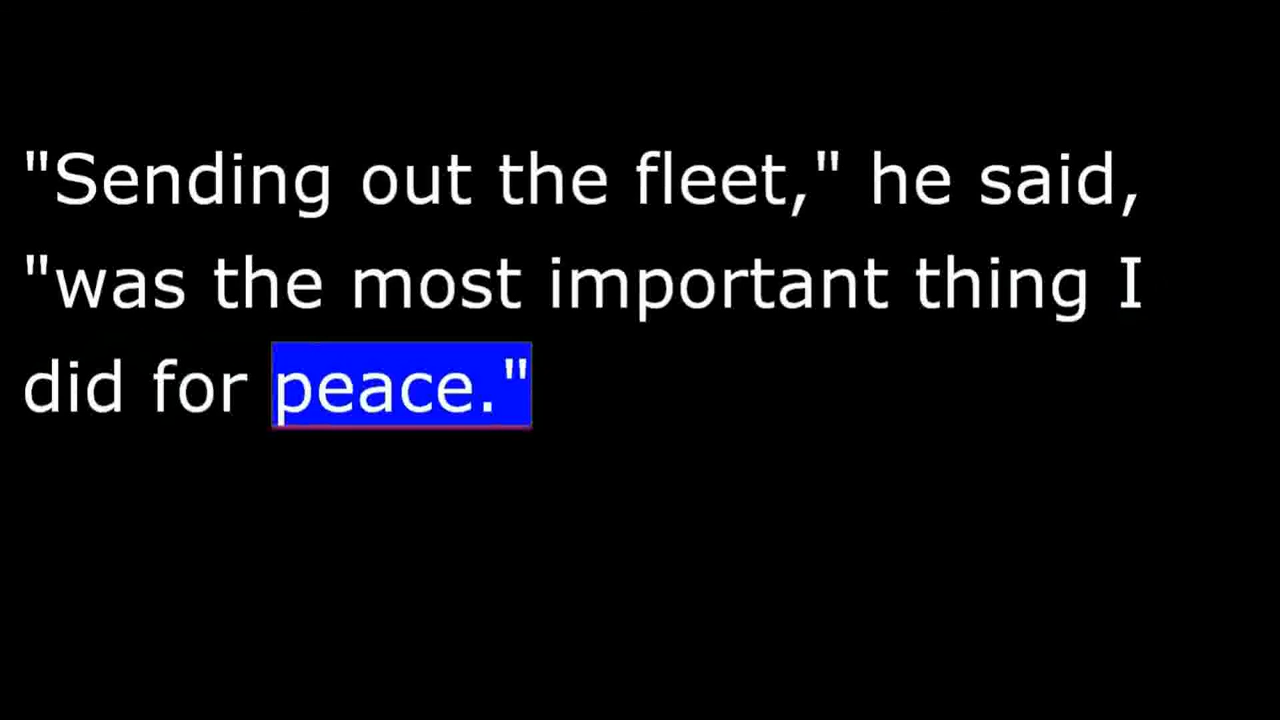 "Sending out the fleet," he said,
"was the most important thing I
did for peace."